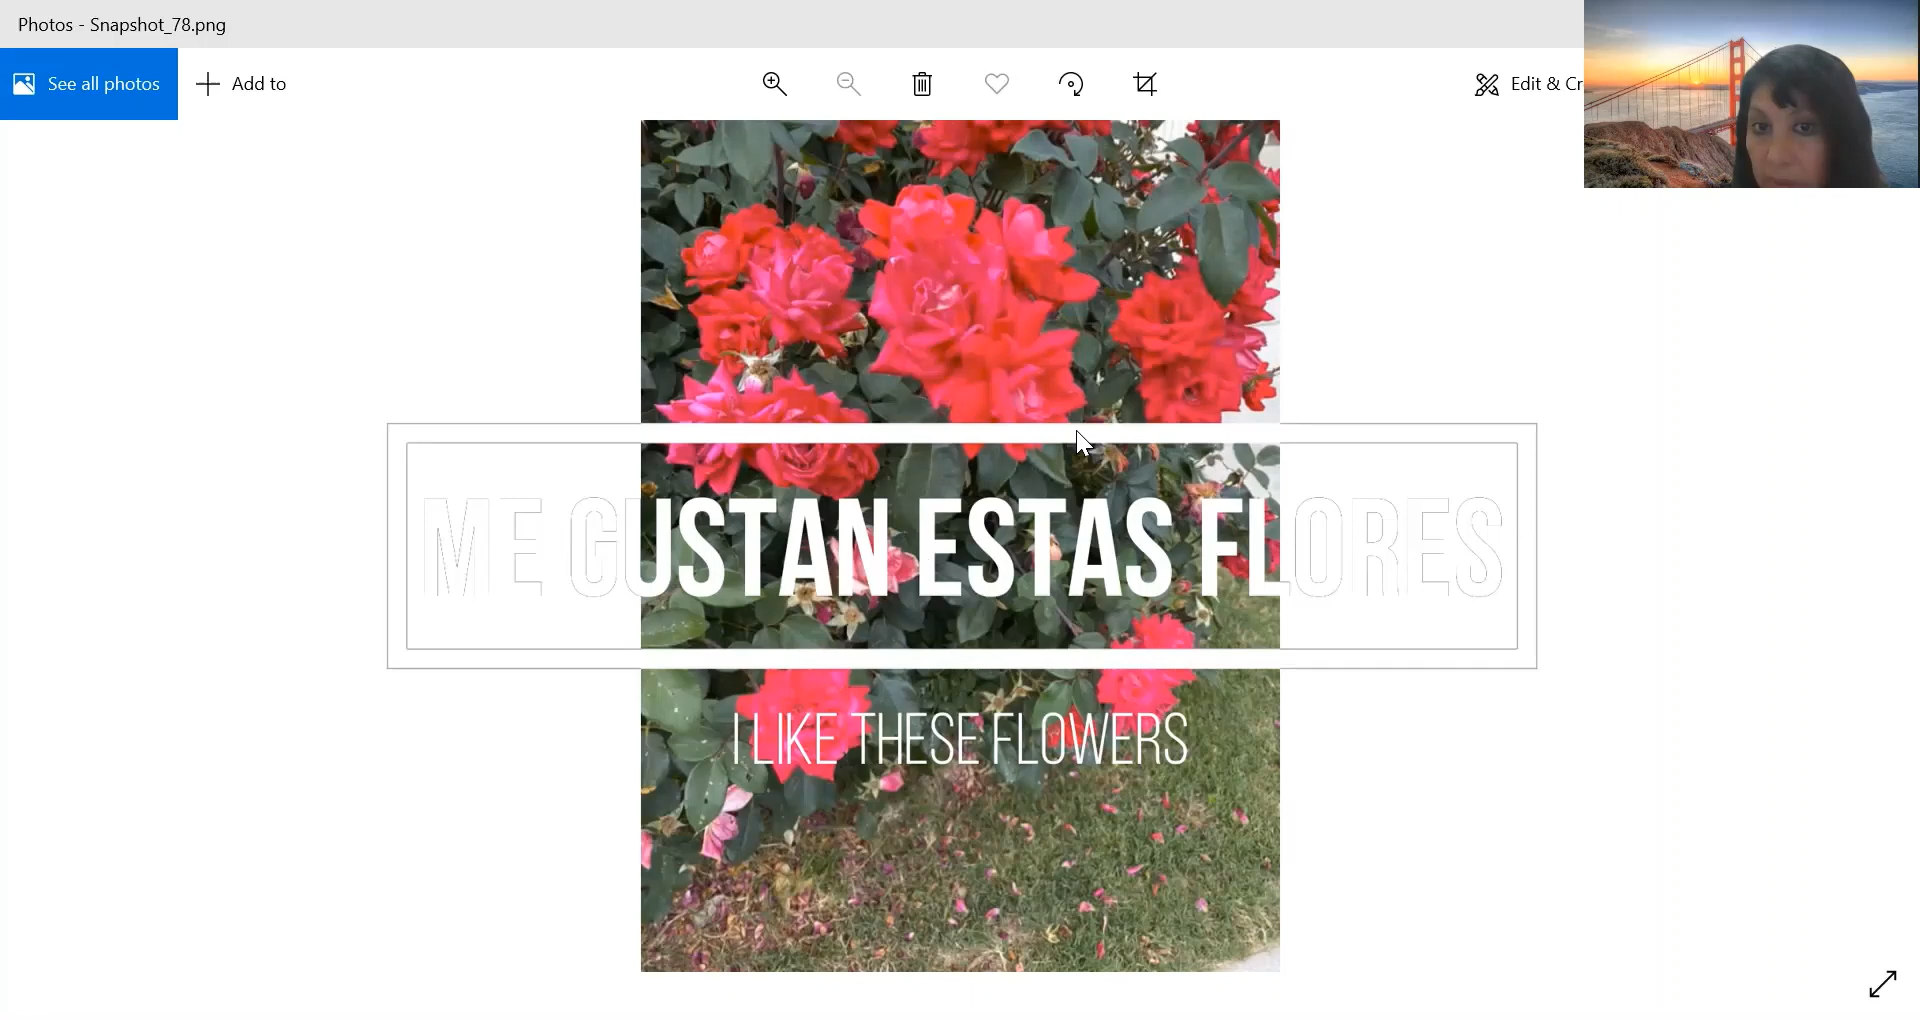 Photos - Snapshot_78.png
See all photos
Add to
Edit & Cr
ME GUSTAN ESTAS FLORES
I LIKE THESE FLOWERS